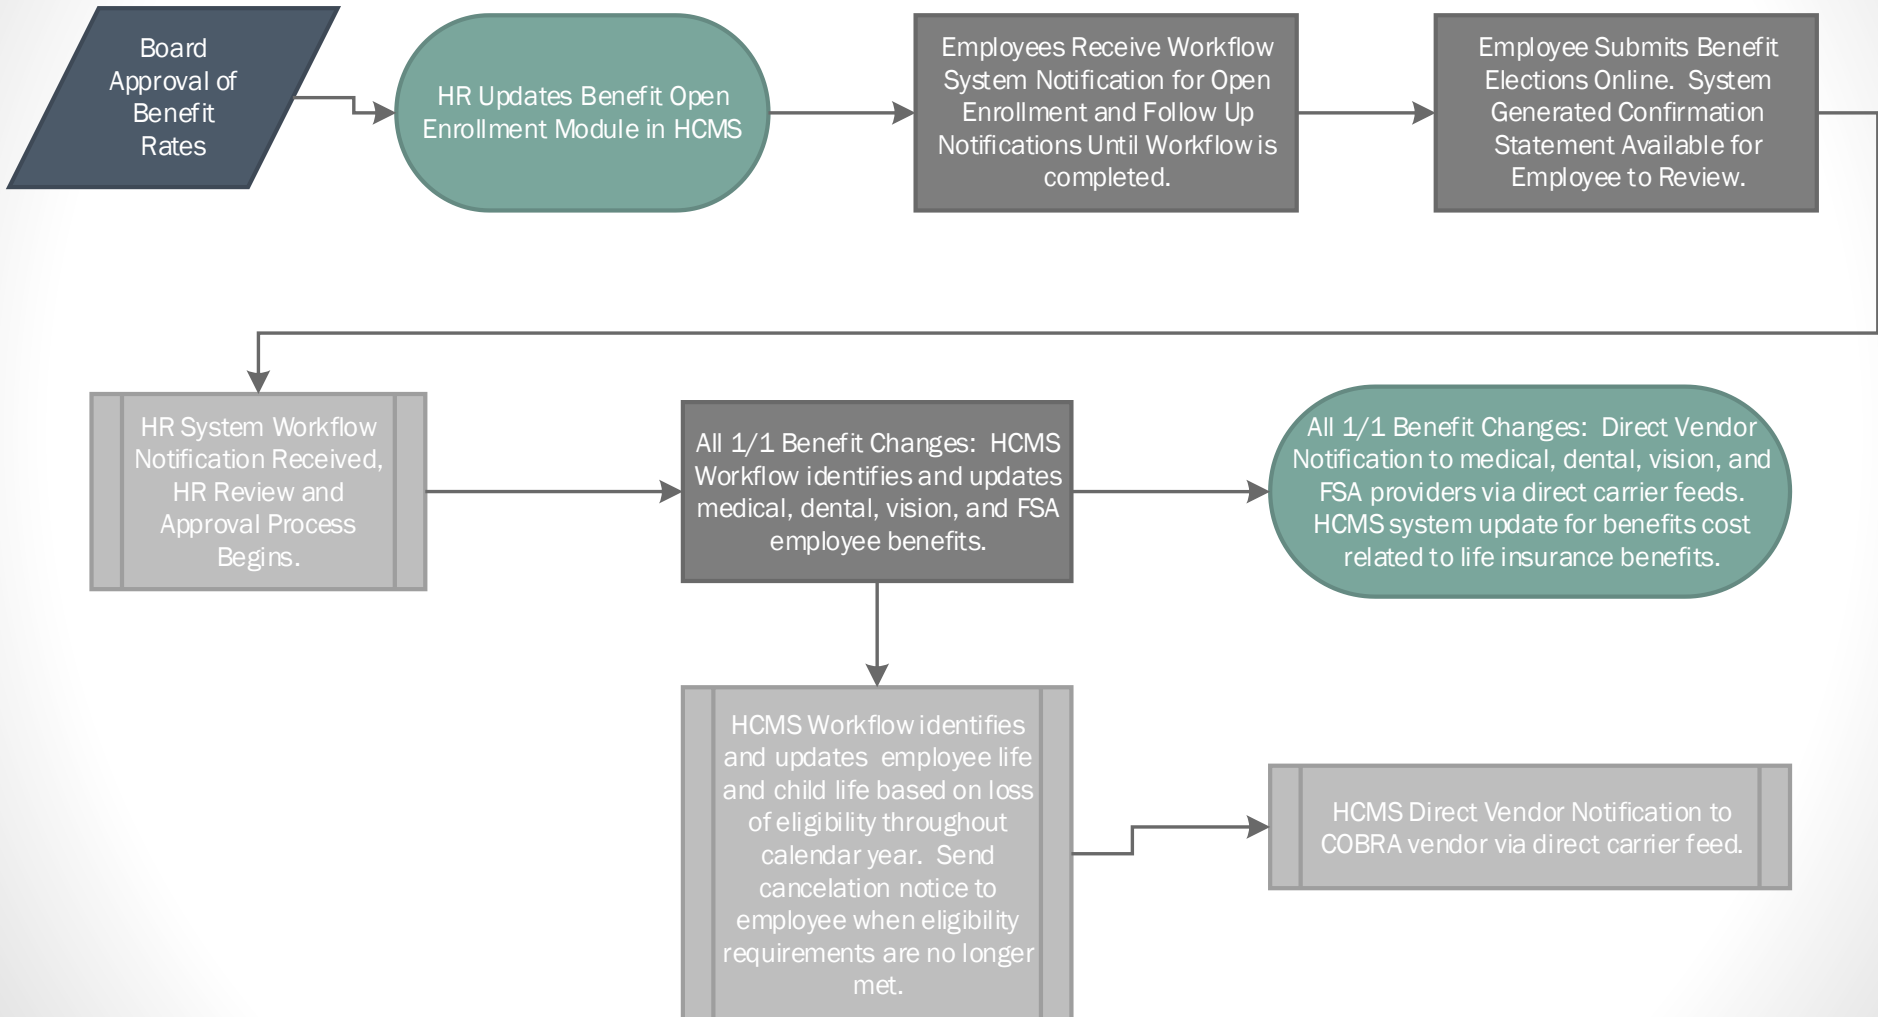 Board
Approval of
Benefit
Rates
HR Updates Benefit Open
Enrollment Module in HCMS
Employees Receive Workflow
System Notification for Open
Enrollment and Follow Up
Notifications Until Workflow is
completed.
Employee Submits Benefit
Elections Online.  System
Generated Confirmation
Statement Available for
Employee to Review.
HR System Workflow
Notification Received,
HR Review and
Approval Process
Begins.
All 1/1 Benefit Changes:  HCMS
Workflow identifies and updates
medical, dental, vision, and FSA
employee benefits.
All 1/1 Benefit Changes:  Direct Vendor
Notification to medical, dental, vision, and
FSA providers via direct carrier feeds.
HCMS system update for benefits cost
related to life insurance benefits.
HCMS Workflow identifies
and updates  employee life
and child life based on loss
of eligibility throughout
calendar year.  Send
cancelation notice to
employee when eligibility
requirements are no longer
met.
HCMS Direct Vendor Notification to
COBRA vendor via direct carrier feed.